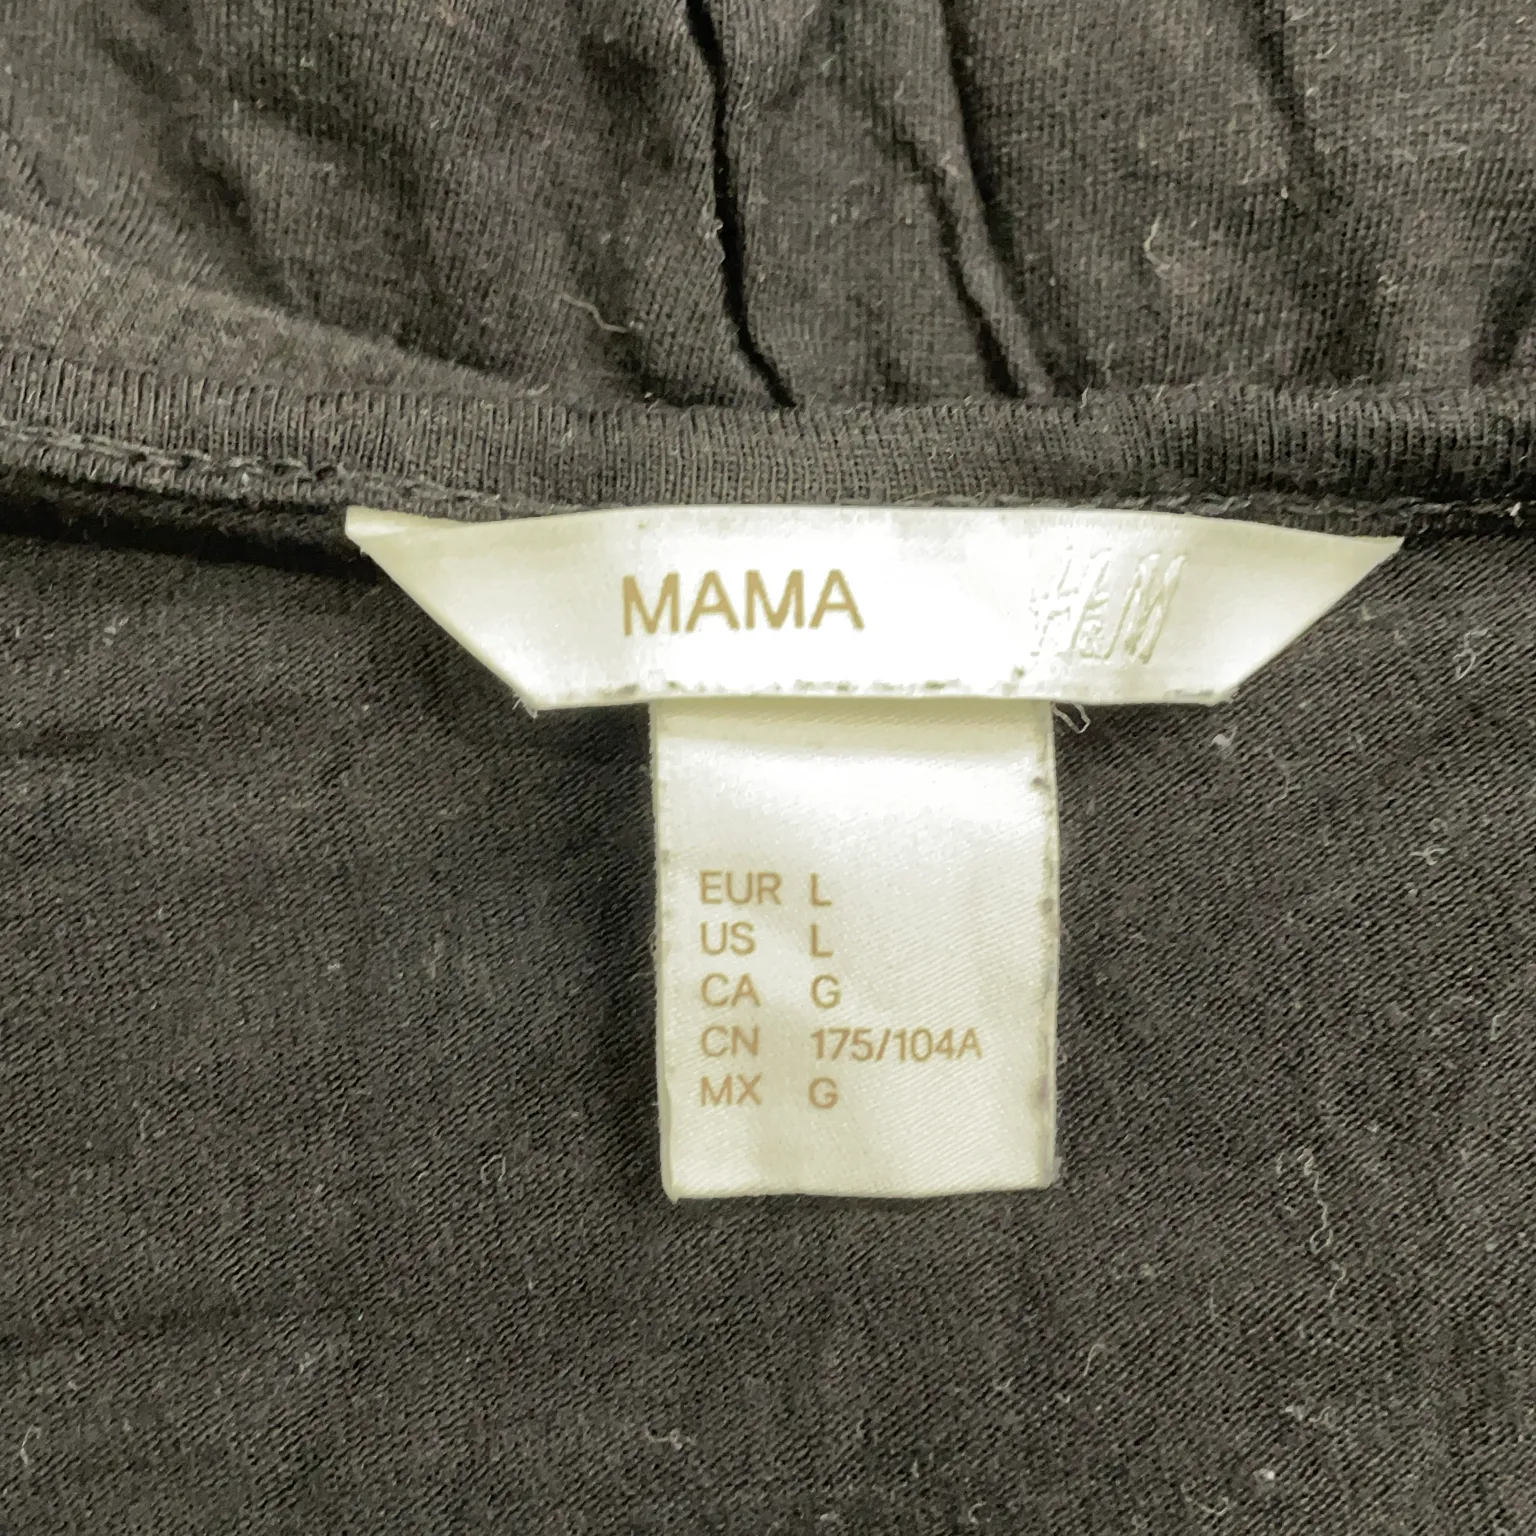 MAMA H&M
EUR L
US L
CA G
CN 175/104A
MX G